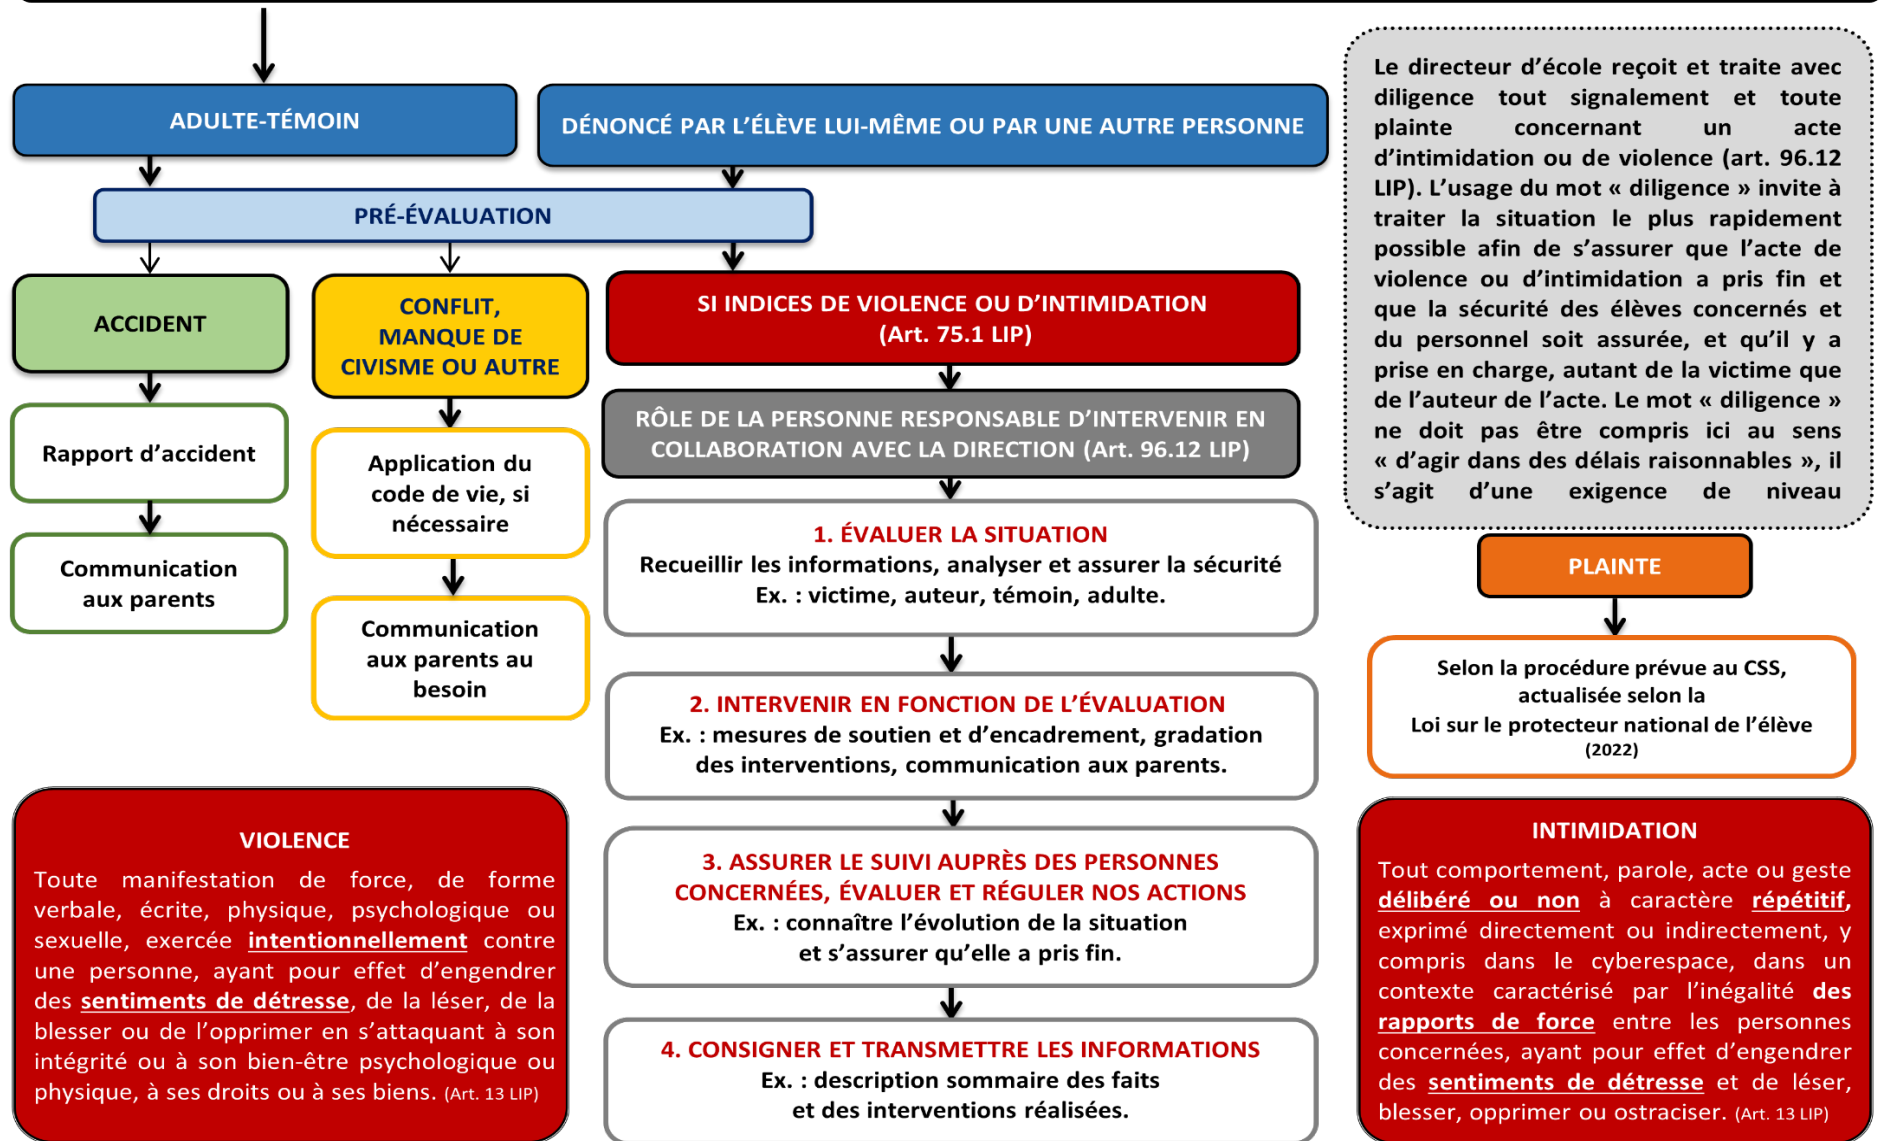 ADULTE-TÉMOIN
DÉNONCÉ PAR L’ÉLÈVE LUI-MÊME OU PAR UNE AUTRE PERSONNE
PRÉ-ÉVALUATION
ACCIDENT
Rapport d’accident
Communication
aux parents
CONFLIT,
MANQUE DE
CIVISME OU AUTRE
Application du
code de vie, si
nécessaire
Communication
aux parents au
besoin
SI INDICES DE VIOLENCE OU D’INTIMIDATION
(Art. 75.1 LIP)
RÔLE DE LA PERSONNE RESPONSABLE D’INTERVENIR EN
COLLABORATION AVEC LA DIRECTION (Art. 96.12 LIP)
1. ÉVALUER LA SITUATION
Recueillir les informations, analyser et assurer la sécurité
Ex. : victime, auteur, témoin, adulte.
2. INTERVENIR EN FONCTION DE L’ÉVALUATION
Ex. : mesures de soutien et d’encadrement, gradation
des interventions, communication aux parents.
3. ASSURER LE SUIVI AUPRÈS DES PERSONNES
CONCERNÉES, ÉVALUER ET RÉGULER NOS ACTIONS
Ex. : connaître l’évolution de la situation
et s’assurer qu’elle a pris fin.
4. CONSIGNER ET TRANSMETTRE LES INFORMATIONS
Ex. : description sommaire des faits
et des interventions réalisées.
Le directeur d’école reçoit et traite avec
diligence tout signalement et toute
plainte concernant un acte
d’intimidation ou de violence (art. 96.12
LIP). L’usage du mot « diligence » invite à
traiter la situation le plus rapidement
possible afin de s’assurer que l’acte de
violence ou d’intimidation a pris fin et
que la sécurité des élèves concernés et
du personnel soit assurée, et qu’il y a
prise en charge, autant de la victime que
de l’auteur de l’acte. Le mot « diligence »
ne doit pas être compris ici au sens
« d’agir dans des délais raisonnables », il
s’agit d’une exigence de niveau
PLAINTE
Selon la procédure prévue au CSS,
actualisée selon la
Loi sur le protecteur national de l’élève
(2022)
VIOLENCE
Toute manifestation de force, de forme
verbale, écrite, physique, psychologique ou
sexuelle, exercée intentionnellement contre
une personne, ayant pour effet d’engendrer
des sentiments de détresse, de la léser, de la
blesser ou de l’opprimer en s’attaquant à son
intégrité ou à son bien-être psychologique ou
physique, à ses droits ou à ses biens. (Art. 13 LIP)
INTIMIDATION
Tout comportement, parole, acte ou geste
délibéré ou non à caractère répétitif,
exprimé directement ou indirectement, y
compris dans le cyberespace, dans un
contexte caractérisé par l’inégalité des
rapports de force entre les personnes
concernées, ayant pour effet d’engendrer
des sentiments de détresse et de léser,
blesser, opprimer ou ostraciser. (Art. 13 LIP)